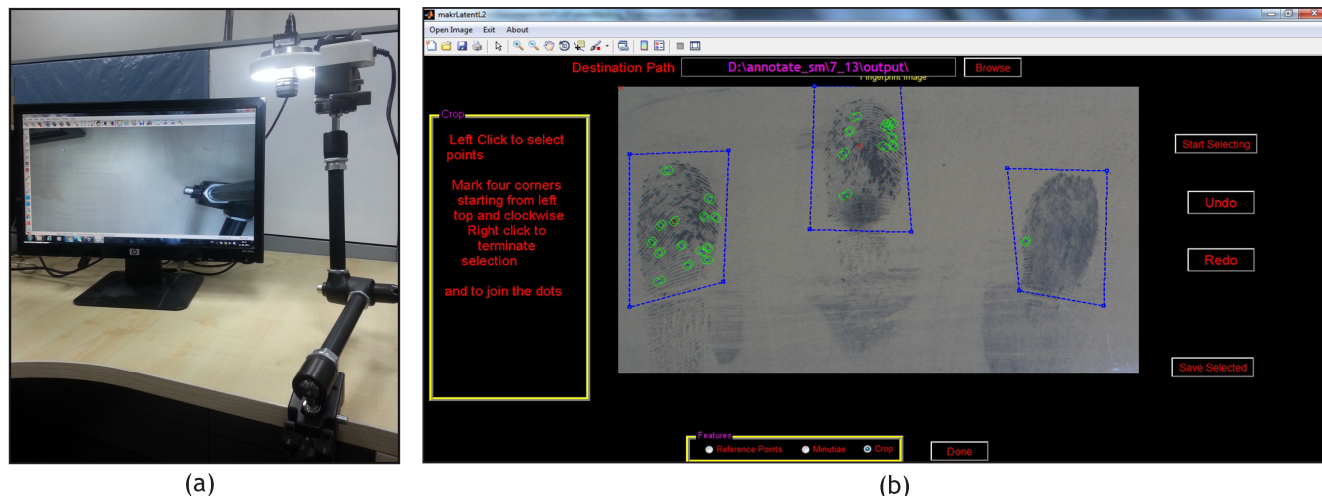 makrLatentL2
Open Image Exit About
Destination Path D:\annotate_sm\7_13\output\ Browse
Fingerprint Image
Crop
Left Click to select
points
Mark four corners
starting from left
top and clockwise
Right click to
terminate
selection
and to join the dots
Start Selecting
Undo
Redo
Save Selected
Features
Reference Points Minutiae Crop
Done
hp
(a)
(b)